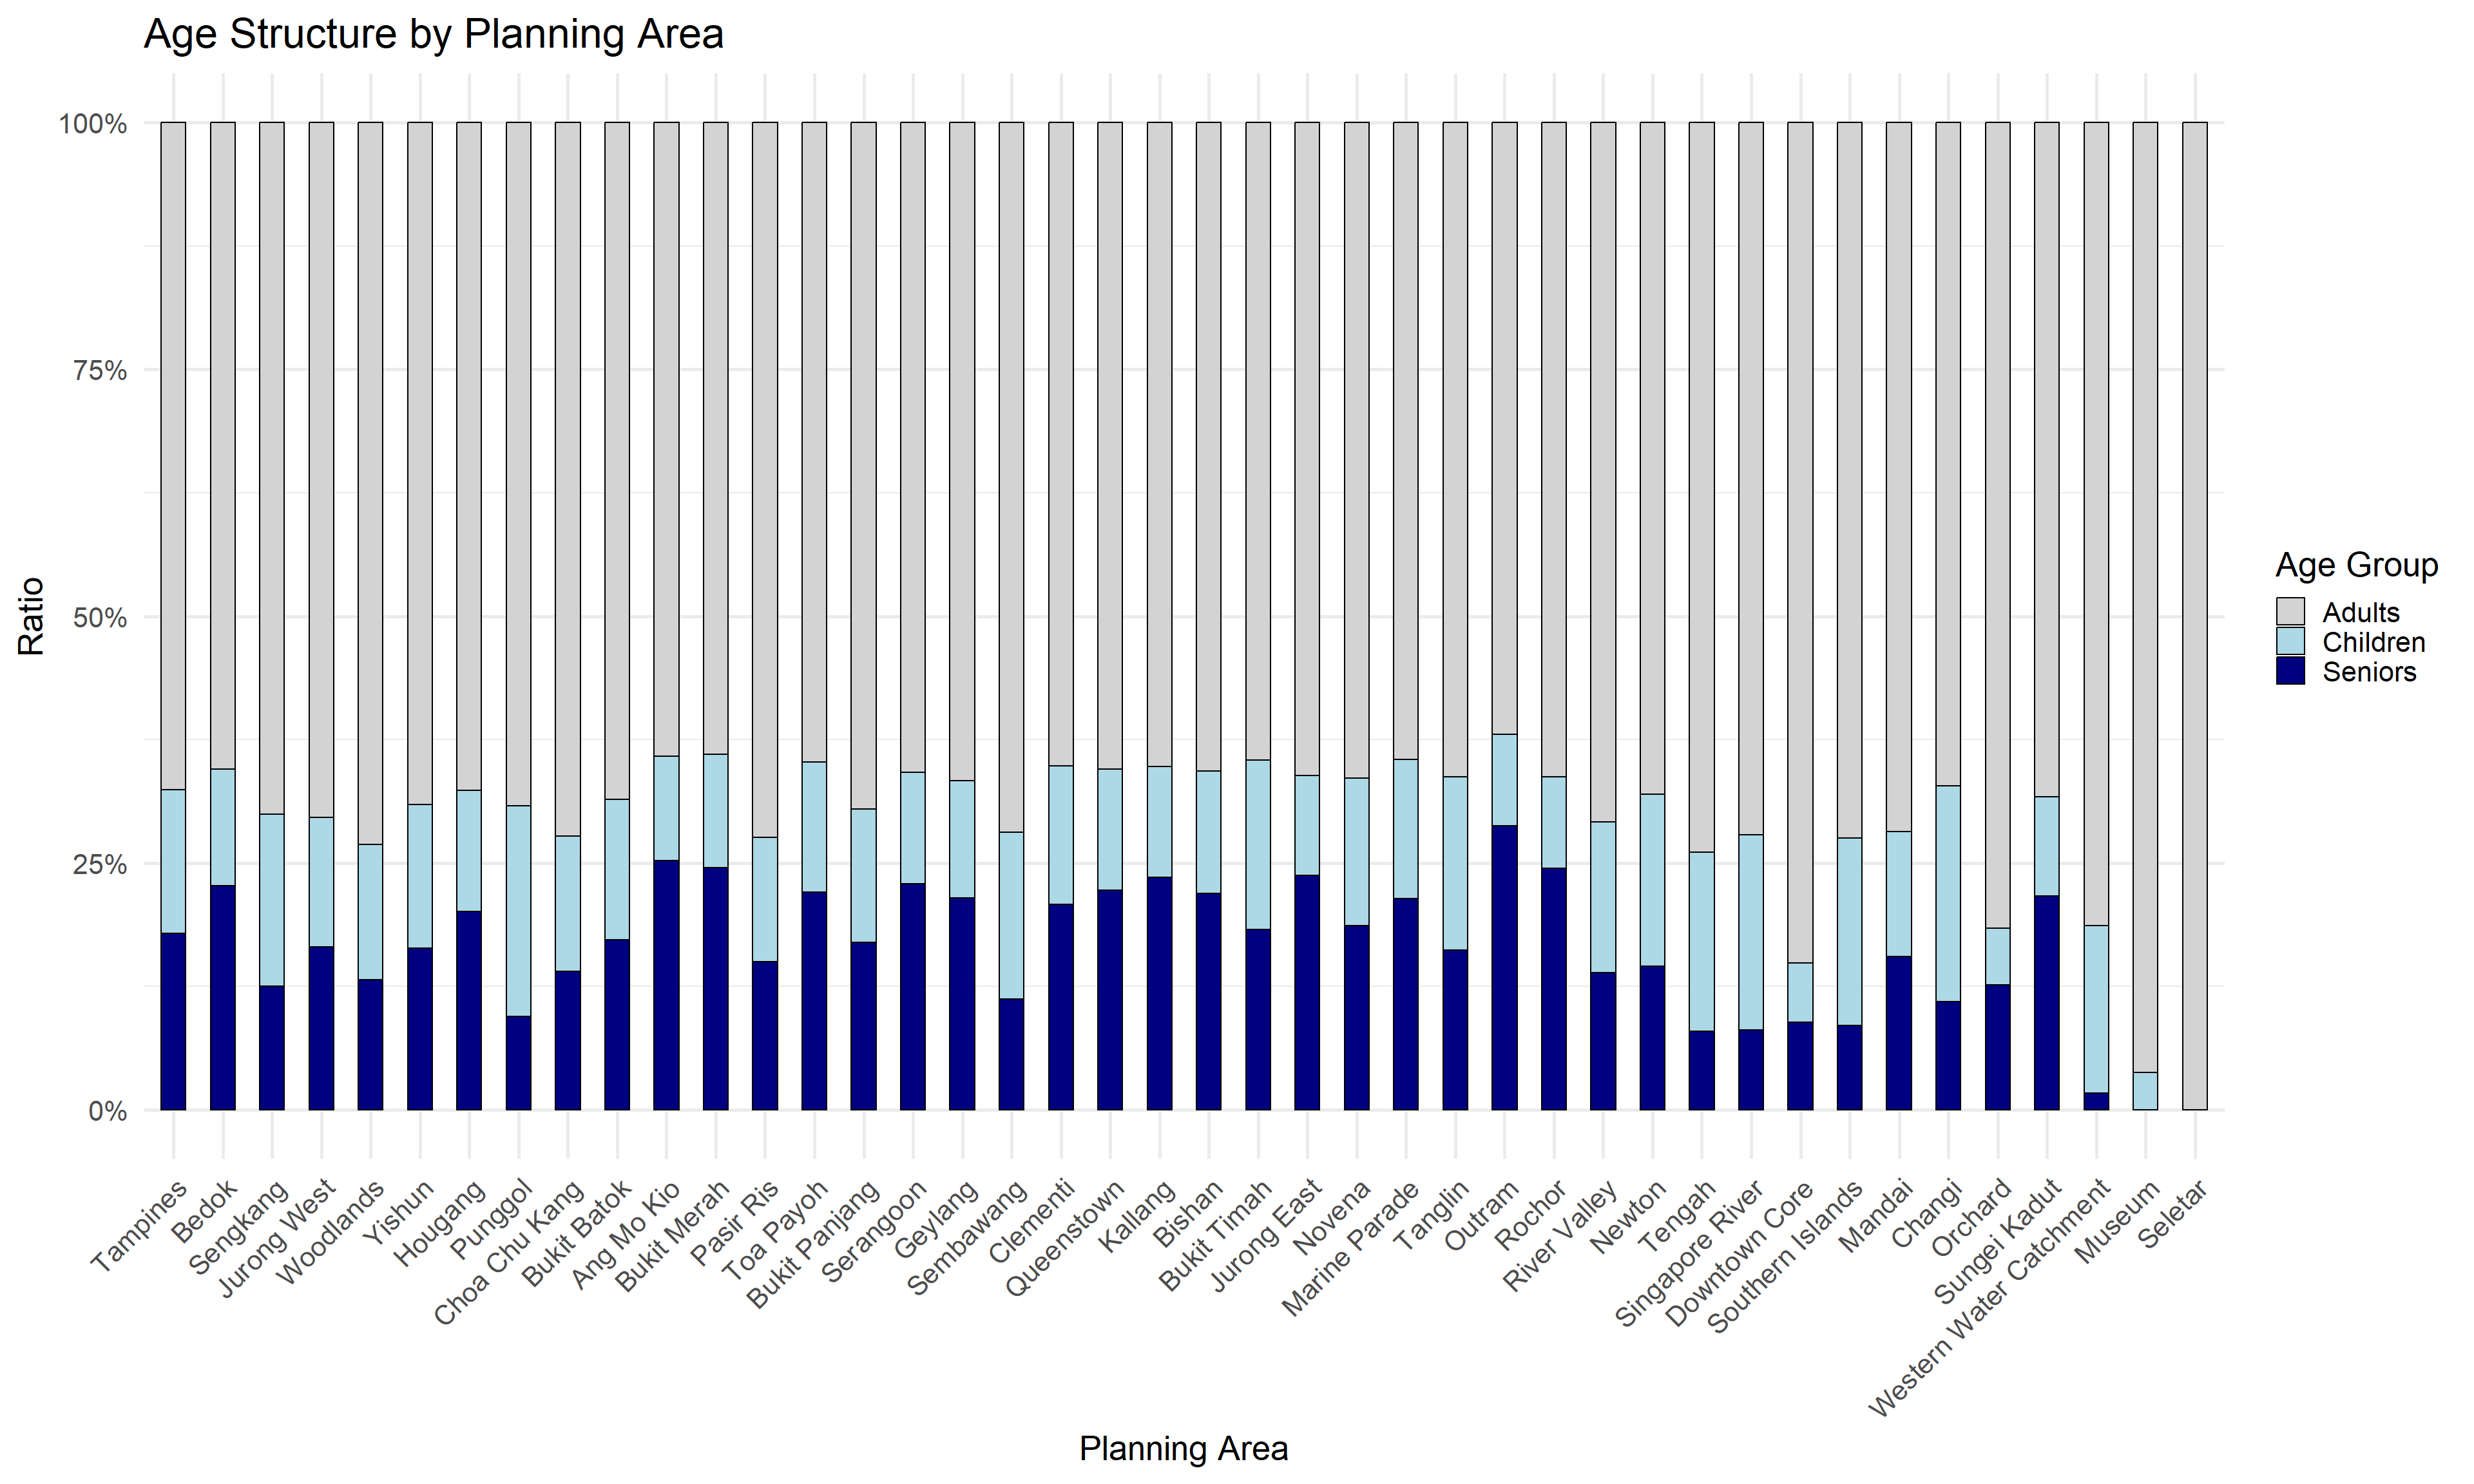 Age Structure by Planning Area
100%
75%
50%
25%
0%
Ratio
Tampines
Bedok
Sengkang
Jurong West
Woodlands
Yishun
Hougang
Punggol
Choa Chu Kang
Bukit Batok
Ang Mo Kio
Bukit Merah
Pasir Ris
Toa Payoh
Bukit Panjang
Serangoon
Geylang
Sembawang
Clementi
Queenstown
Kallang
Bishan
Bukit Timah
Jurong East
Novena
Marine Parade
Tanglin
Outram
Rochor
River Valley
Newton
Tengah
Singapore River
Downtown Core
Southern Islands
Mandai
Changi
Orchard
Sungei Kadut
Western Water Catchment
Museum
Seletar
Planning Area
Age Group
Adults
Children
Seniors